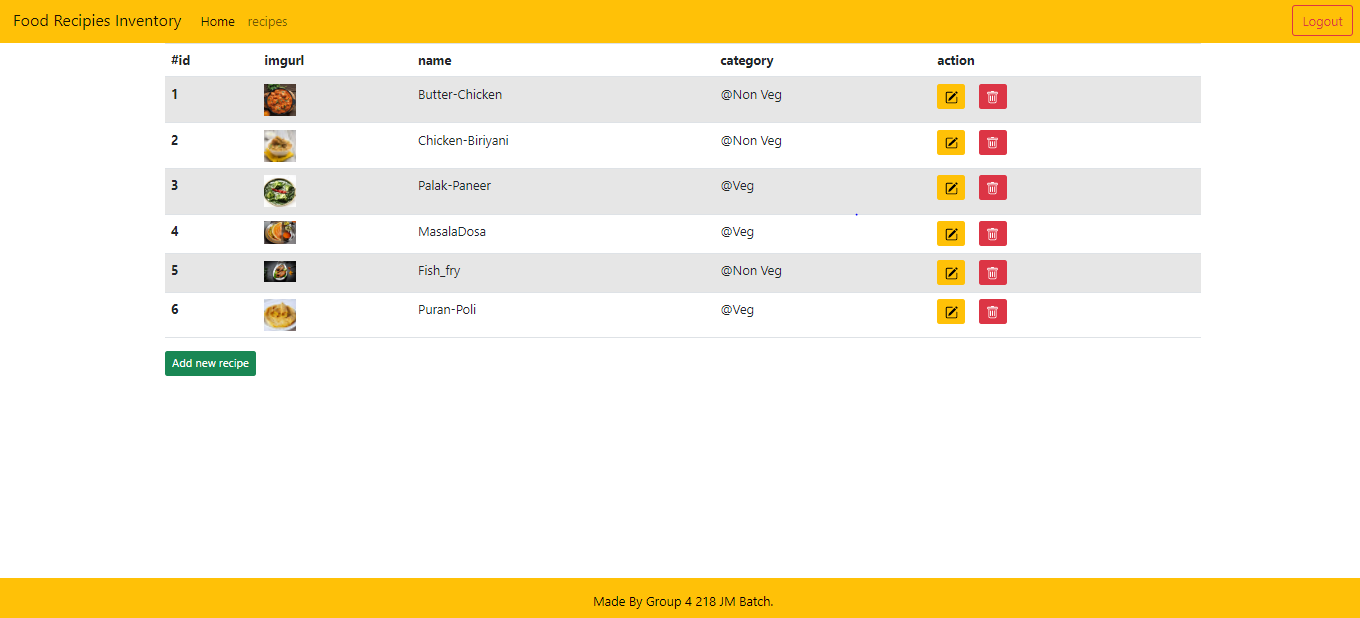 Food Recipies Inventory Home recipes Logout
#id imgurl name category action
1 Butter-Chicken @Non Veg
2 Chicken-Biriyani @Non Veg
3 Palak-Paneer @Veg
4 MasalaDosa @Veg
5 Fish_fry @Non Veg
6 Puran-Poli @Veg
Add new recipe
Made By Group 4 218 JM Batch.